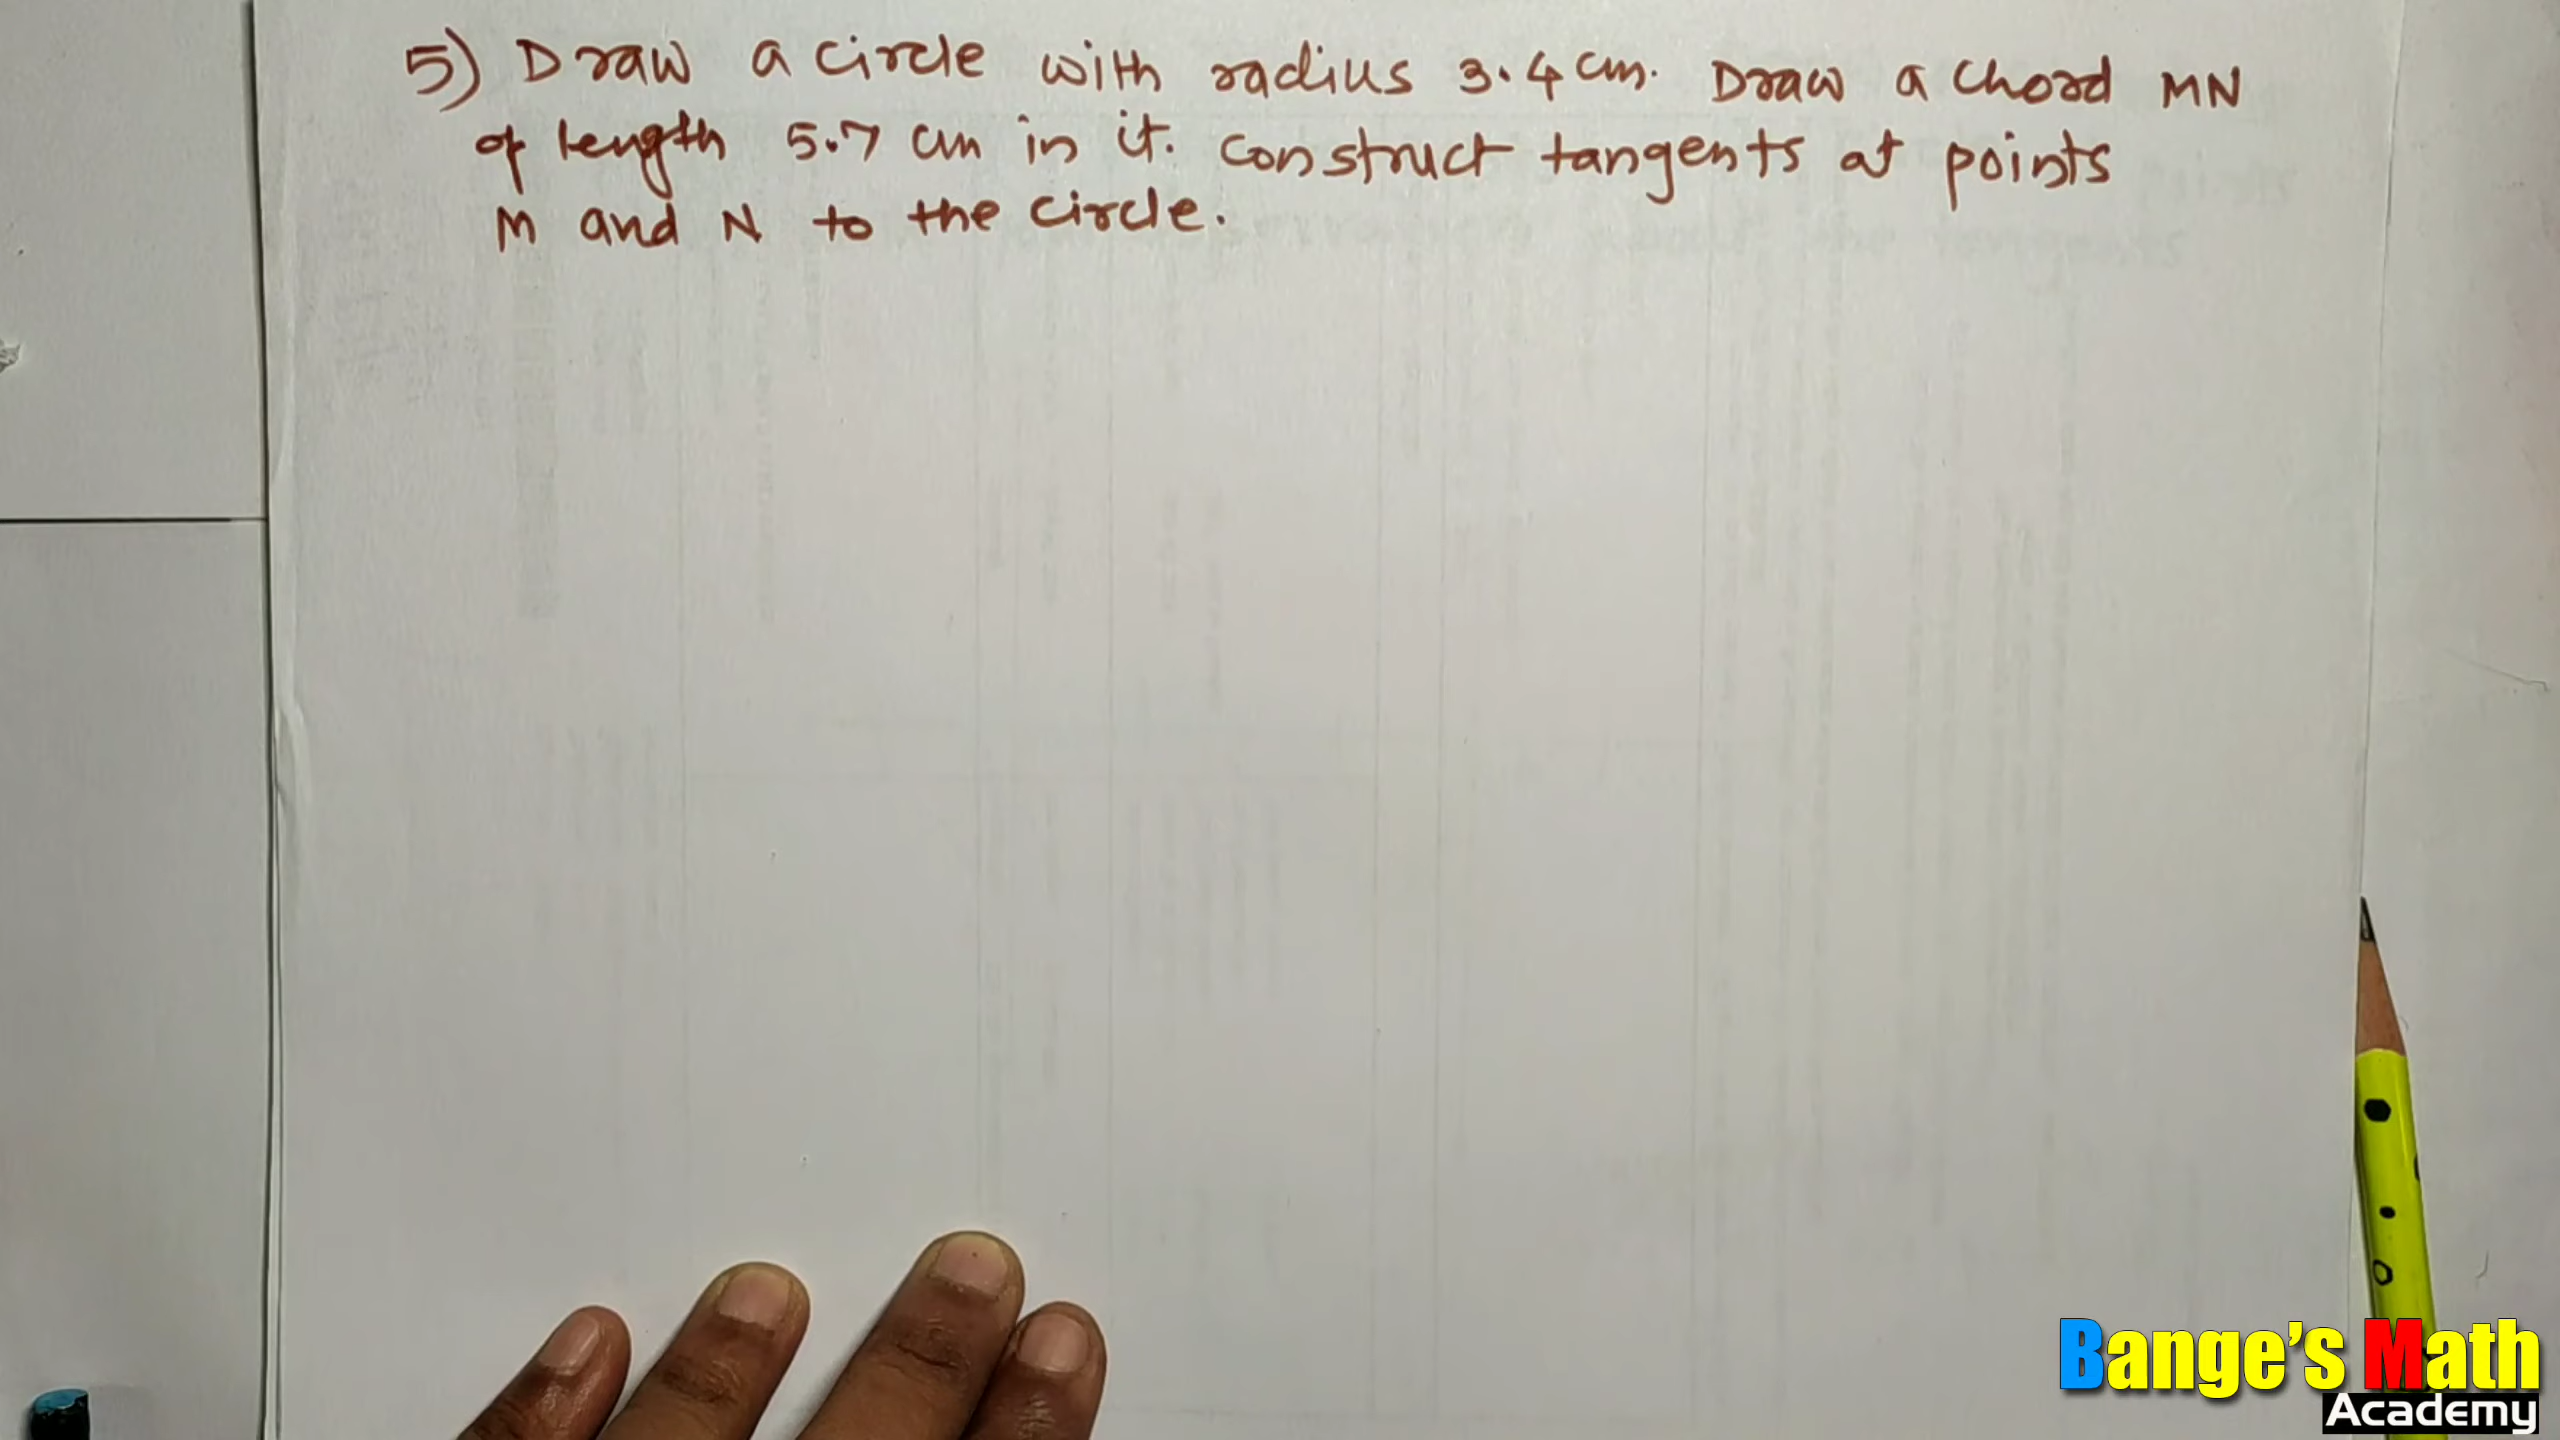 5) Draw a circle with radius 3.4 cm. Draw a chord MN
of length 5.7 cm in it. construct tangents at points
M and N to the circle.
Bange's Math
Academy